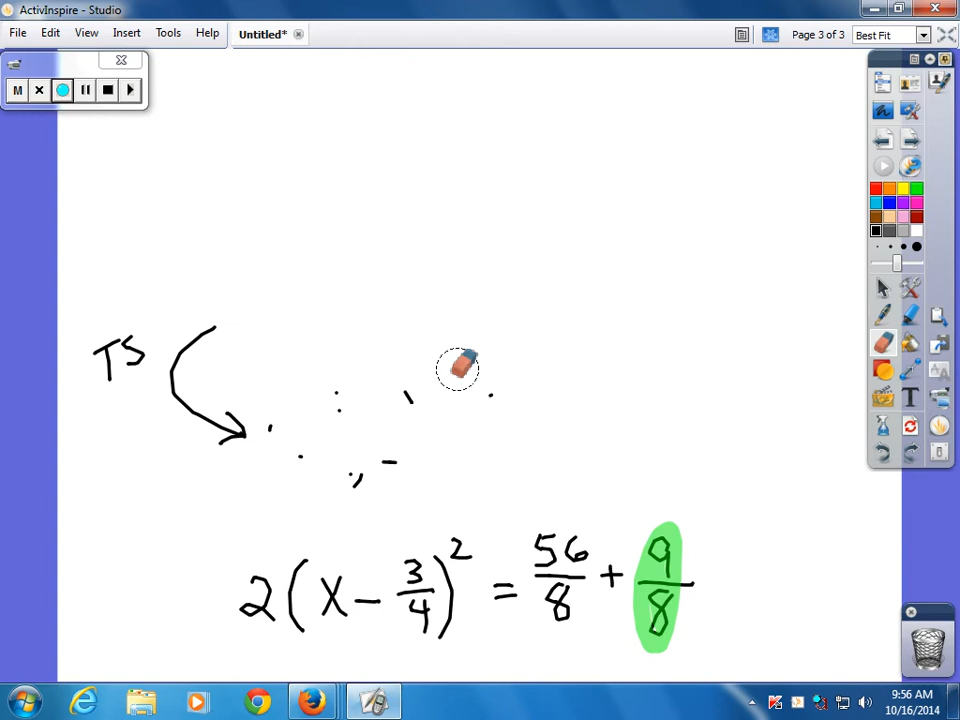 ActivInspire - Studio
File Edit View Insert Tools Help Untitled* Page 3 of 3 Best Fit
M
TS
2(x - 3/4)^2 = 56/8 + 9/8
T
9:56 AM
10/16/2014